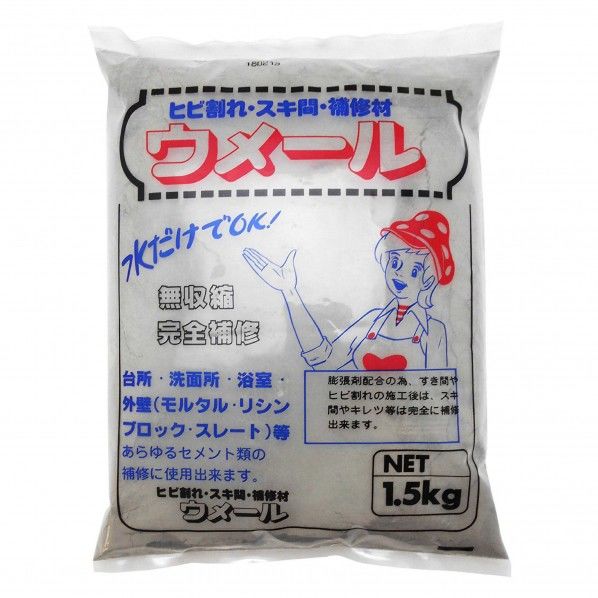 180215
ヒビ割れ・スキ間・補修材
ウメール
水だけでOK!
無収縮
完全補修
台所・洗面所・浴室・
外壁(モルタル・リシン
ブロック・スレート)等
あらゆるセメント類の
補修に使用出来ます。
膨張剤配合の為、すき間や
ヒビ割れの施工後は、スキ
間やキレツ等は完全に補修
出来ます。
NET
1.5kg
ヒビ割れ・スキ間・補修材
ウメール